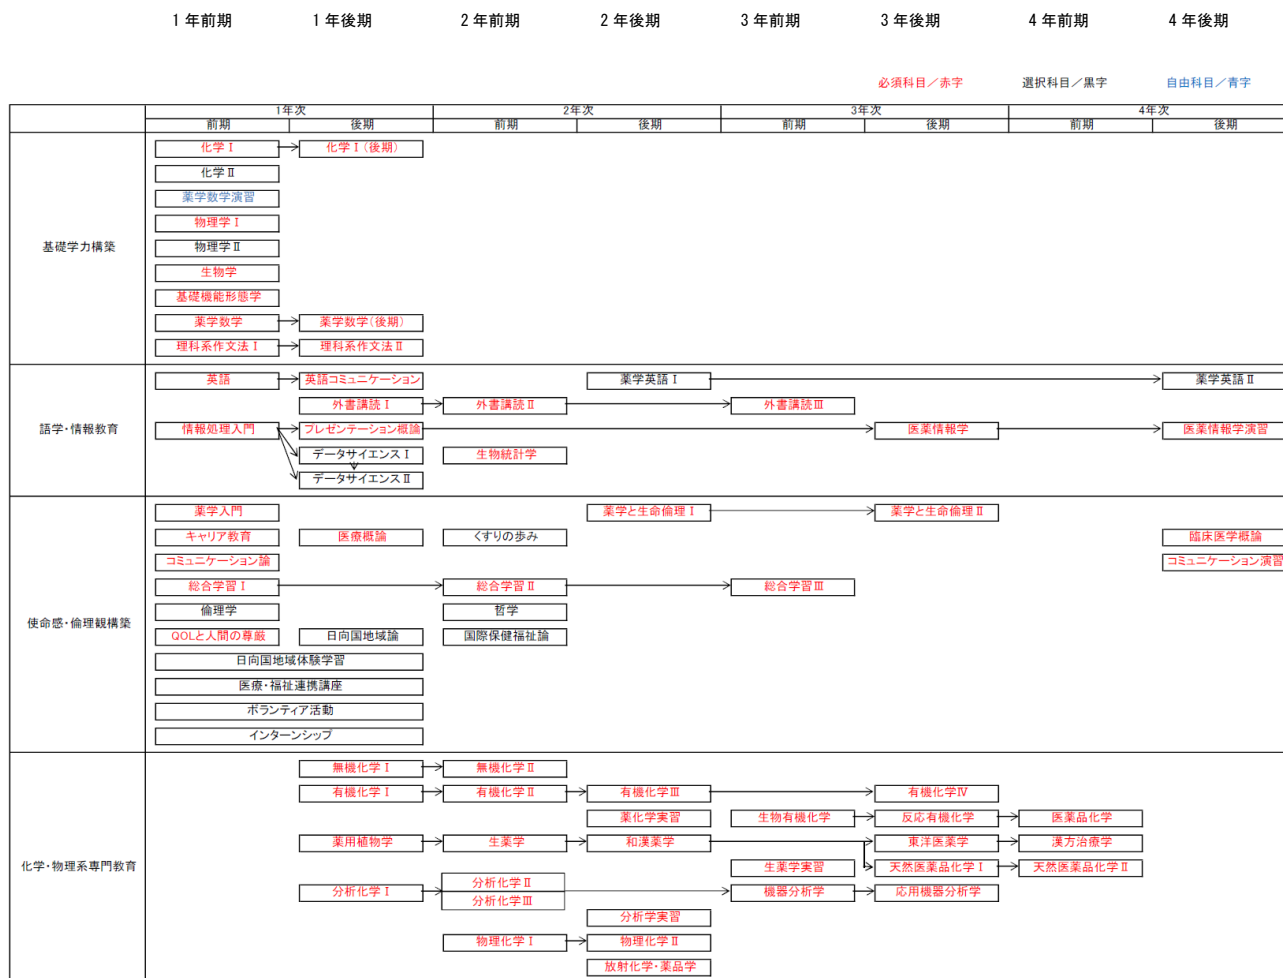 1年前期 1年後期 2年前期 2年後期 3年前期 3年後期 4年前期 4年後期
必須科目／赤字 選択科目／黒字 自由科目／青字
1年次 2年次 3年次 4年次
前期 後期 前期 後期 前期 後期 前期 後期
基礎学力構築
化学Ⅰ 化学Ⅰ（後期）
化学Ⅱ
薬学数学演習
物理学Ⅰ
物理学Ⅱ
生物学
基礎機能形態学
薬学数学 薬学数学（後期）
理科系作文法Ⅰ 理科系作文法Ⅱ
語学・情報教育
英語 英語コミュニケーション 薬学英語Ⅰ 薬学英語Ⅱ
外書講読Ⅰ 外書講読Ⅱ 外書講読Ⅲ
情報処理入門 プレゼンテーション概論 医薬情報学 医薬情報学演習
データサイエンスⅠ 生物統計学
データサイエンスⅡ
使命感・倫理観構築
薬学入門 薬学と生命倫理Ⅰ 薬学と生命倫理Ⅱ
キャリア教育 医療概論 くすりの歩み 臨床医学概論
コミュニケーション論 コミュニケーション演習
総合学習Ⅰ 総合学習Ⅱ 総合学習Ⅲ
倫理学 哲学
QOLと人間の尊厳 日向国地域論 国際保健福祉論
日向国地域体験学習
医療・福祉連携講座
ボランティア活動
インターンシップ
化学・物理系専門教育
無機化学Ⅰ 無機化学Ⅱ
有機化学Ⅰ 有機化学Ⅱ 有機化学Ⅲ 有機化学Ⅳ
薬化学実習 生物有機化学 反応有機化学 医薬品化学
薬用植物学 生薬学 和漢薬学 東洋医薬学 漢方治療学
生薬学実習 天然医薬品化学Ⅰ 天然医薬品化学Ⅱ
分析化学Ⅱ
分析化学Ⅰ 機器分析学 応用機器分析学
分析化学Ⅲ
分析学実習
物理化学Ⅰ 物理化学Ⅱ
放射化学・薬品学